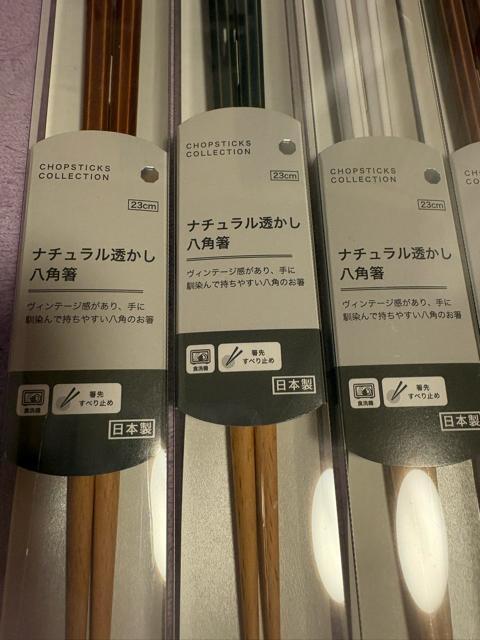 CHOPSTICKS
COLLECTION
23cm
ナチュラル透かし
八角箸
ヴィンテージ感があり、手に
馴染んで持ちやすい八角のお箸
食洗機
箸先
すべり止め
日本製
CHOPSTICKS
COLLECTION
23cm
ナチュラル透かし
八角箸
ヴィンテージ感があり、手に
馴染んで持ちやすい八角のお箸
食洗機
箸先
すべり止め
日本製
CHOPSTICKS
COLLECTION
23cm
ナチュラル透かし
八角箸
ヴィンテージ感があり、手に
馴染んで持ちやすい八角のお箸
食洗機
箸先
すべり止め
日本製
CHO
CO